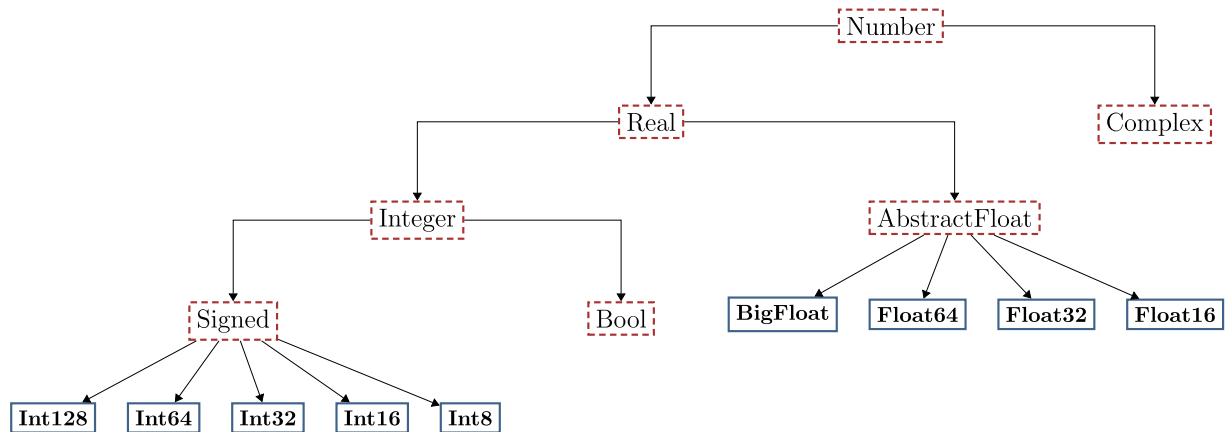 Number
Real
Complex
Integer
AbstractFloat
Signed
Bool
BigFloat
Float64
Float32
Float16
Int128
Int64
Int32
Int16
Int8